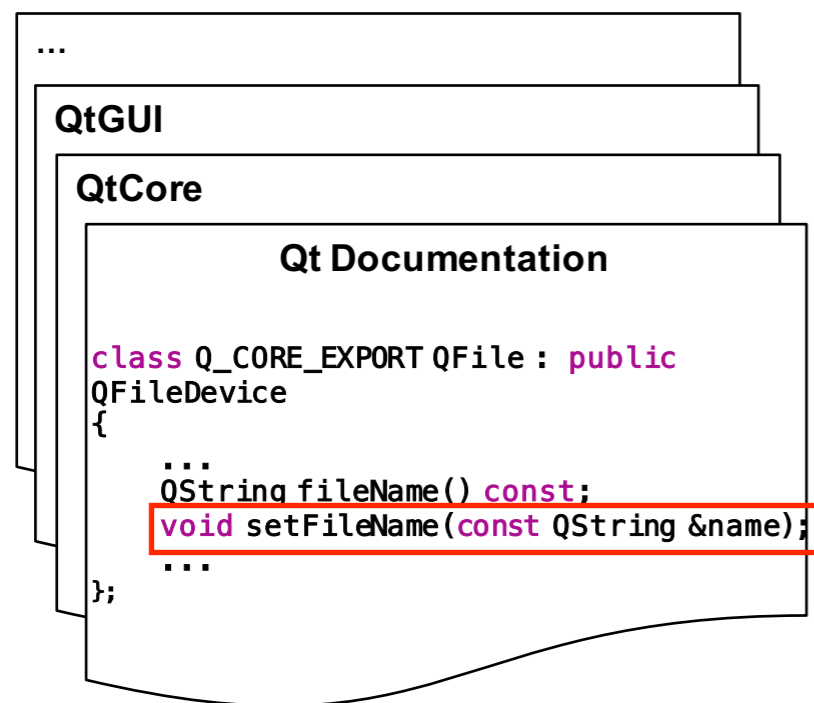 ...
QtGUI
QtCore
Qt Documentation
class Q_CORE_EXPORT QFile : public
QFileDevice
{
...
QString fileName() const;
void setFileName(const QString &name);
...
};